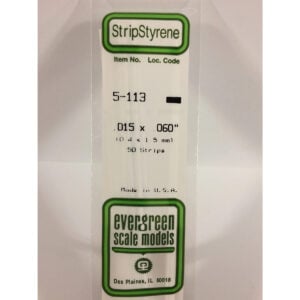 StripStyrene
Item No. Loc. Code
5-113
.015 x .060"
(0.4 x 1.5 mm)
50 Strips
Made in U.S.A.
evergreen
scale models
Des Plaines, IL 60018